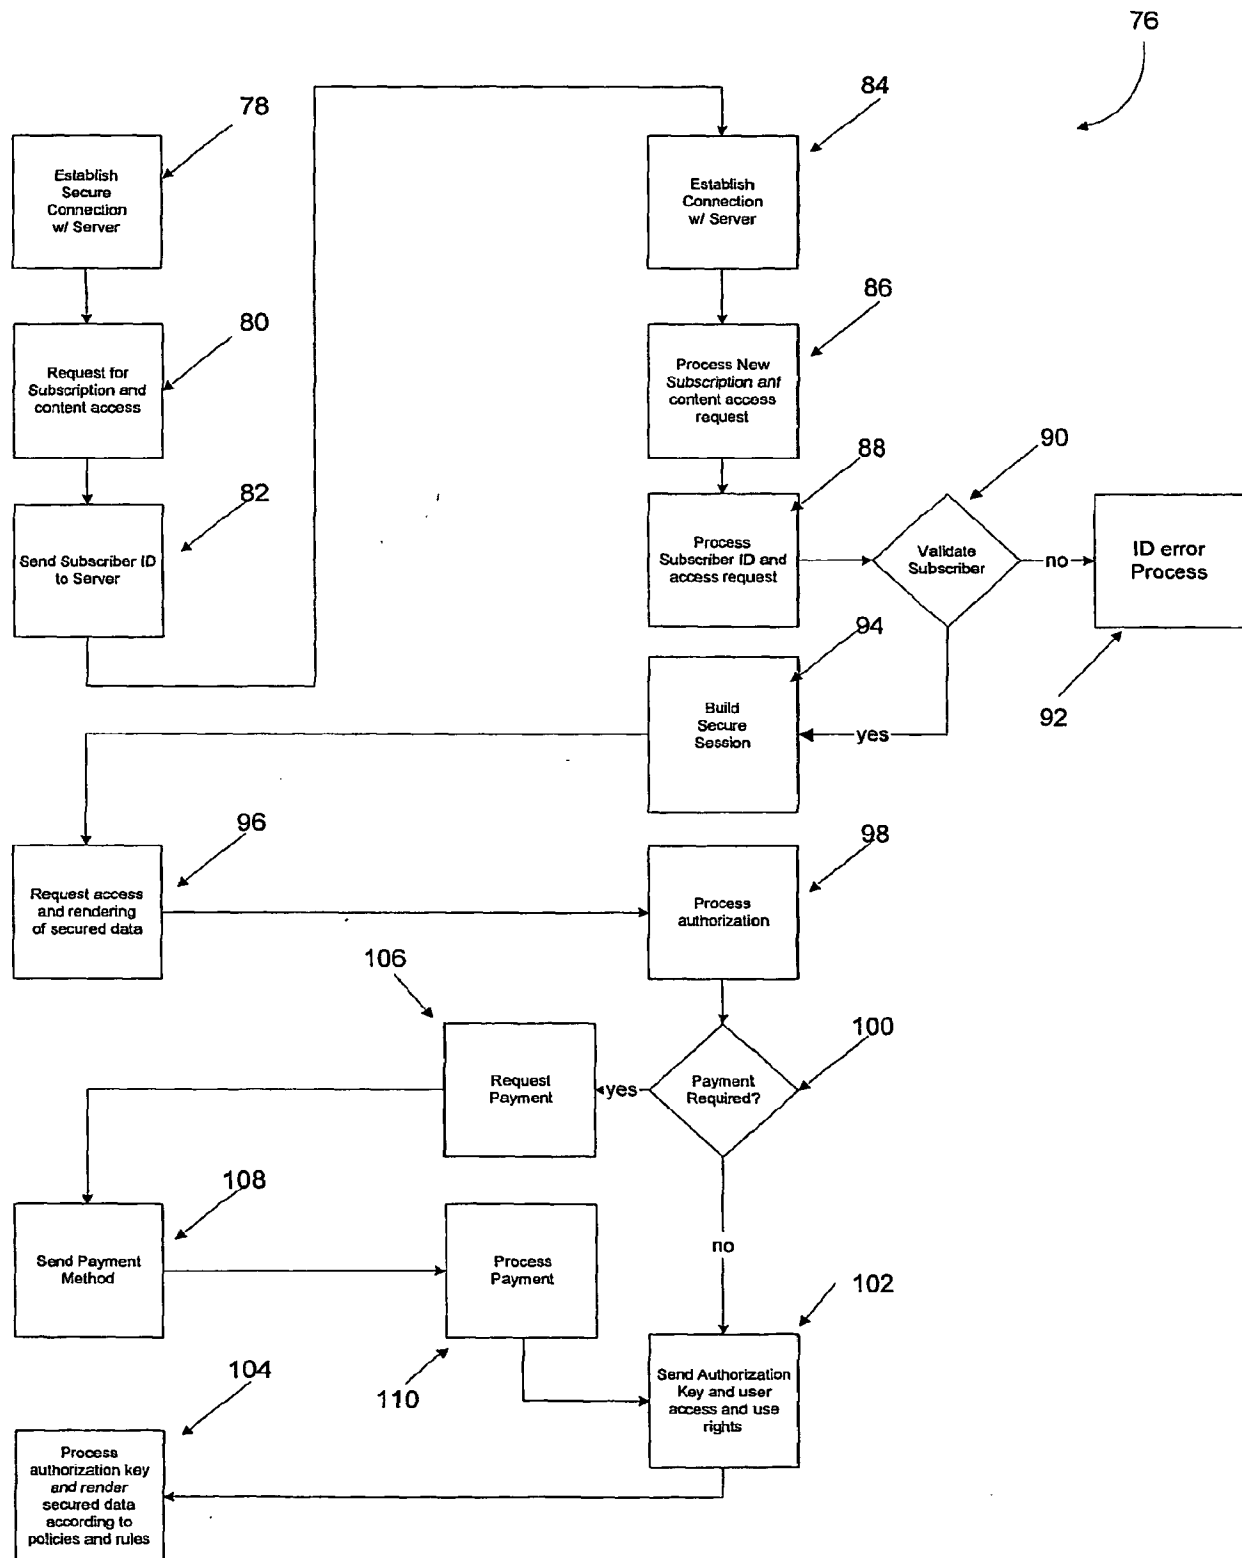 76
78
Establish
Secure
Connection
w/ Server
84
Establish
Connection
w/ Server
80
Request for
Subscription and
content access
86
Process New
Subscription anf
content access
request
82
Send Subscriber ID
to Server
88
Process
Subscriber ID and
access request
90
Validate
Subscriber
no
ID error
Process
92
94
Build
Secure
Session
yes
96
Request access
and rendering
of secured data
98
Process
authorization
106
Request
Payment
yes
100
Payment
Required?
108
Send Payment
Method
Process
Payment
110
no
102
Send Authorization
Key and user
access and use
rights
104
Process
authorization key
and render
secured data
according to
policies and rules